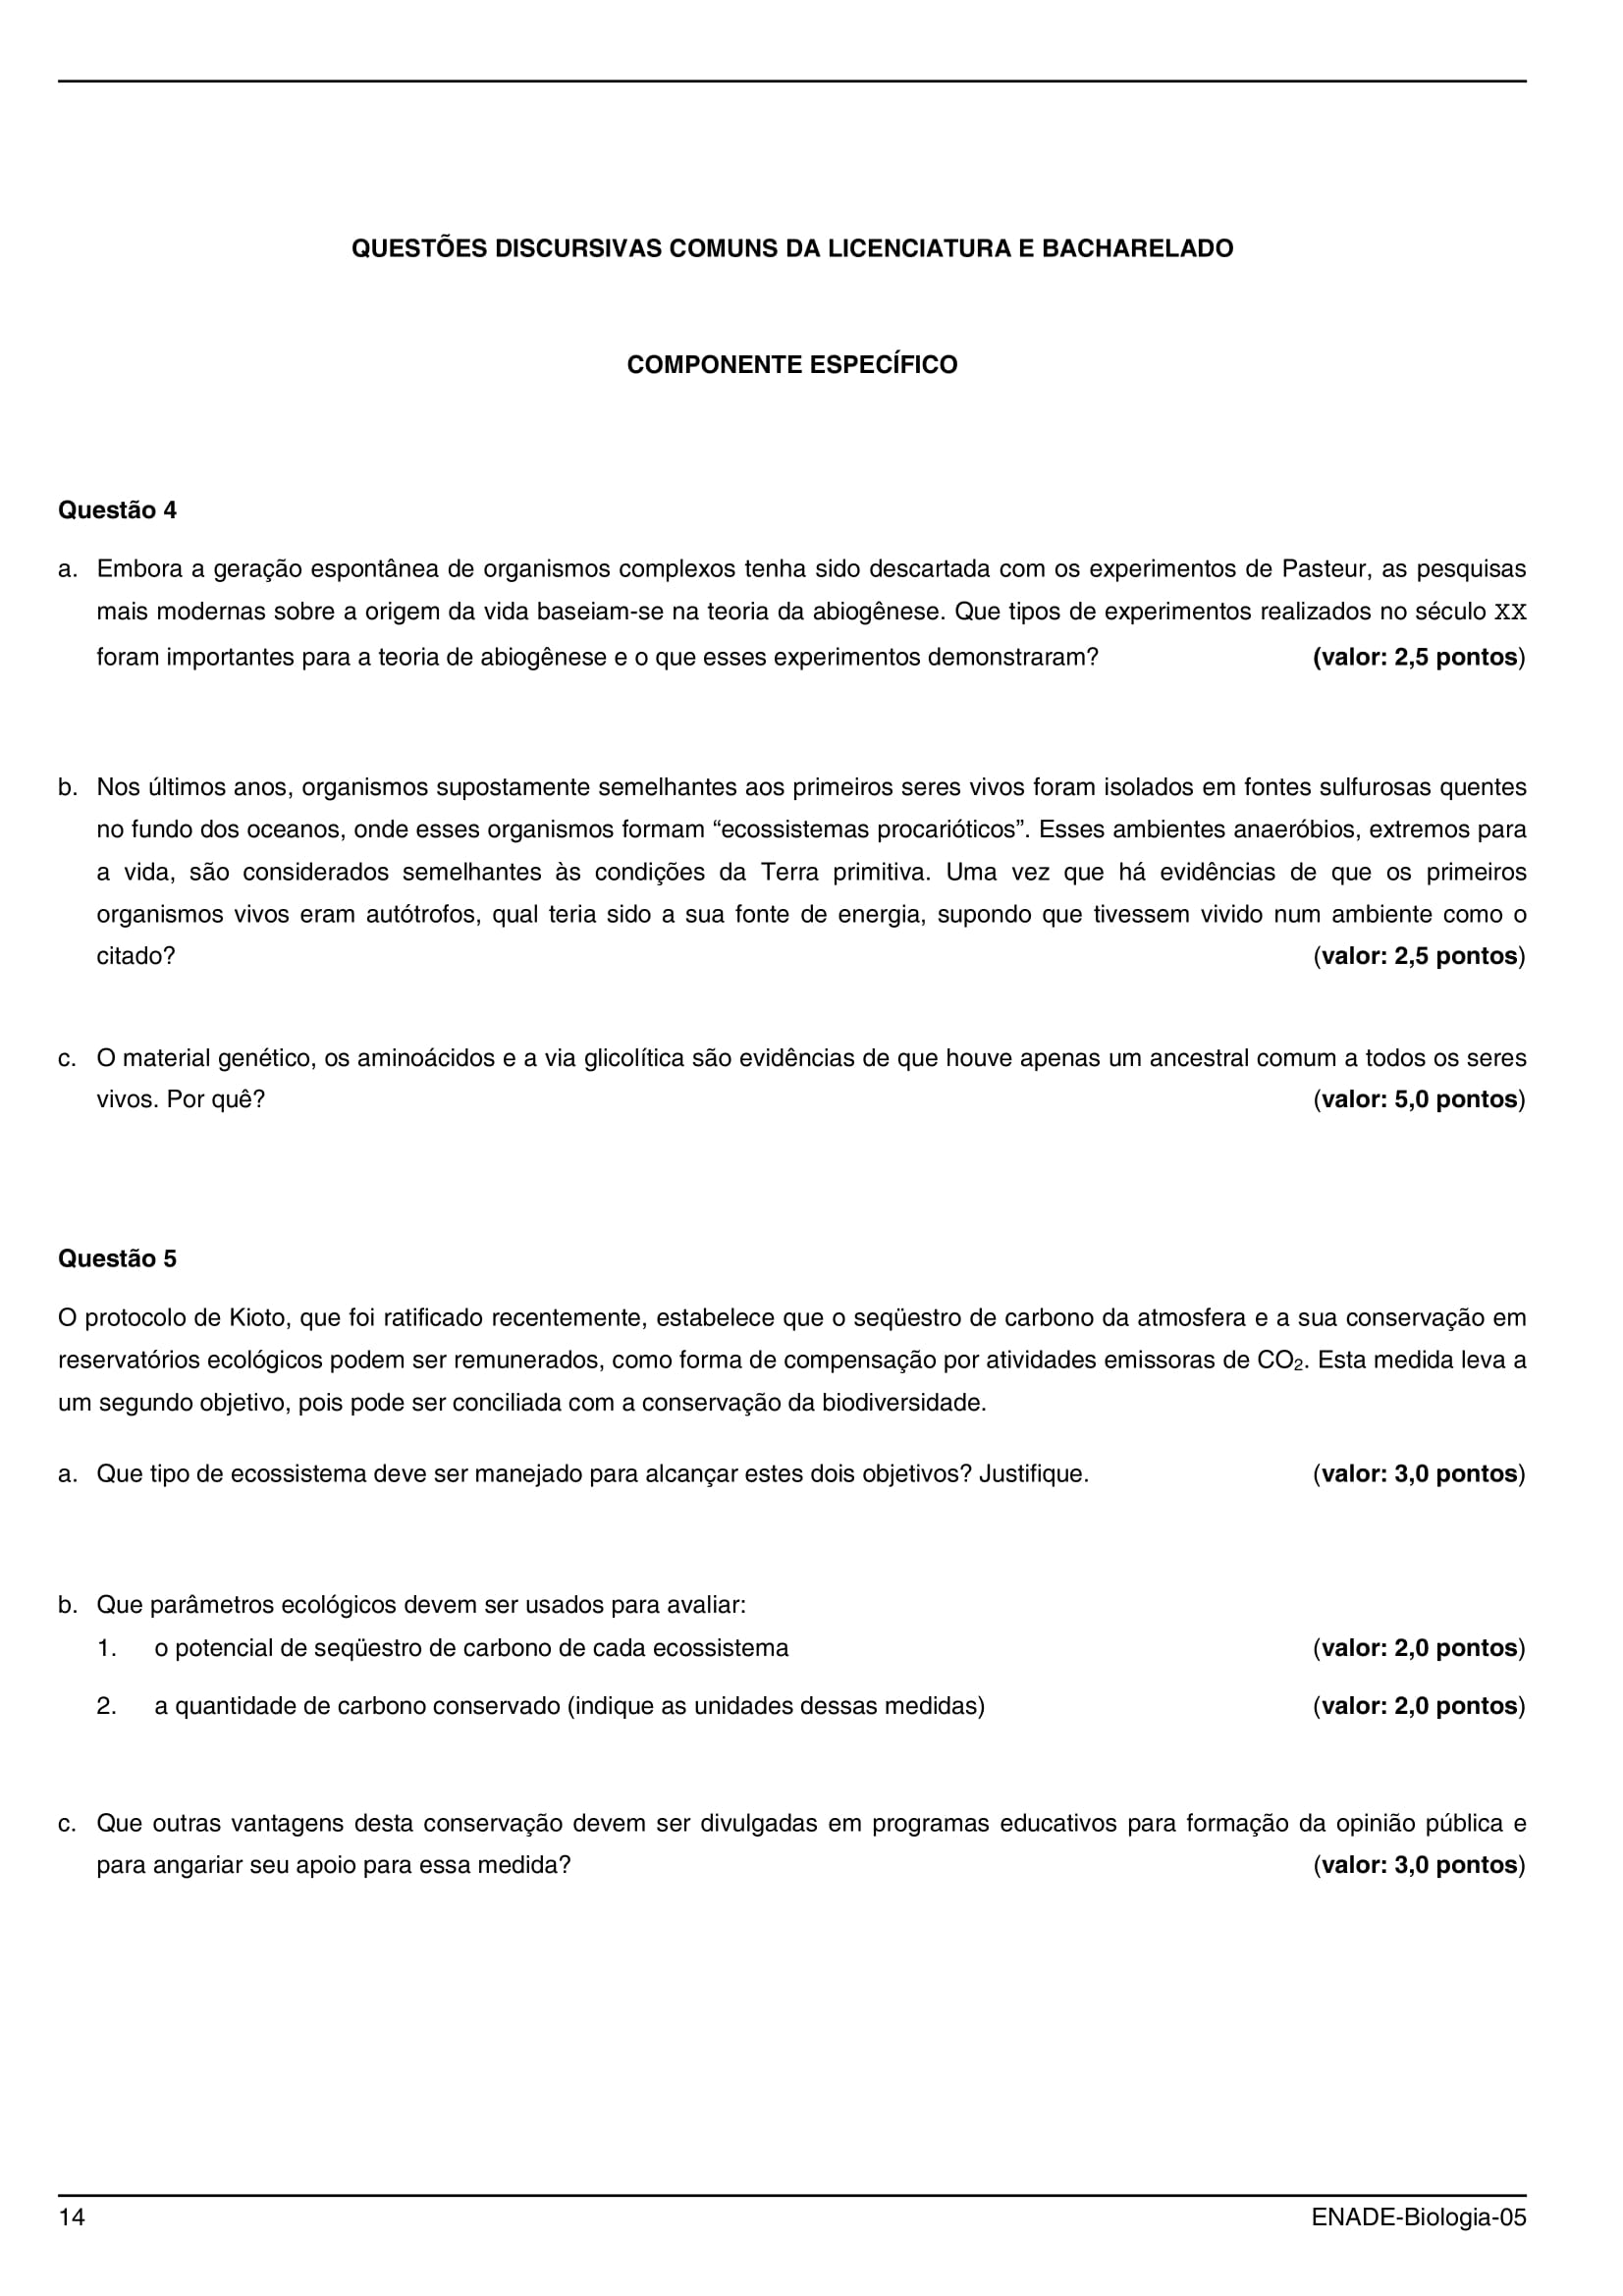 QUESTÕES DISCURSIVAS COMUNS DA LICENCIATURA E BACHARELADO
COMPONENTE ESPECÍFICO
Questão 4
a. Embora a geração espontânea de organismos complexos tenha sido descartada com os experimentos de Pasteur, as pesquisas
mais modernas sobre a origem da vida baseiam-se na teoria da abiogênese. Que tipos de experimentos realizados no século XX
foram importantes para a teoria de abiogênese e o que esses experimentos demonstraram? (valor: 2,5 pontos)
b. Nos últimos anos, organismos supostamente semelhantes aos primeiros seres vivos foram isolados em fontes sulfurosas quentes
no fundo dos oceanos, onde esses organismos formam “ecossistemas procarióticos”. Esses ambientes anaeróbios, extremos para
a vida, são considerados semelhantes às condições da Terra primitiva. Uma vez que há evidências de que os primeiros
organismos vivos eram autótrofos, qual teria sido a sua fonte de energia, supondo que tivessem vivido num ambiente como o
citado? (valor: 2,5 pontos)
c. O material genético, os aminoácidos e a via glicolítica são evidências de que houve apenas um ancestral comum a todos os seres
vivos. Por quê? (valor: 5,0 pontos)
Questão 5
O protocolo de Kioto, que foi ratificado recentemente, estabelece que o seqüestro de carbono da atmosfera e a sua conservação em
reservatórios ecológicos podem ser remunerados, como forma de compensação por atividades emissoras de CO₂. Esta medida leva a
um segundo objetivo, pois pode ser conciliada com a conservação da biodiversidade.
a. Que tipo de ecossistema deve ser manejado para alcançar estes dois objetivos? Justifique. (valor: 3,0 pontos)
b. Que parâmetros ecológicos devem ser usados para avaliar:
1. o potencial de seqüestro de carbono de cada ecossistema (valor: 2,0 pontos)
2. a quantidade de carbono conservado (indique as unidades dessas medidas) (valor: 2,0 pontos)
c. Que outras vantagens desta conservação devem ser divulgadas em programas educativos para formação da opinião pública e
para angariar seu apoio para essa medida? (valor: 3,0 pontos)
14 ENADE-Biologia-05